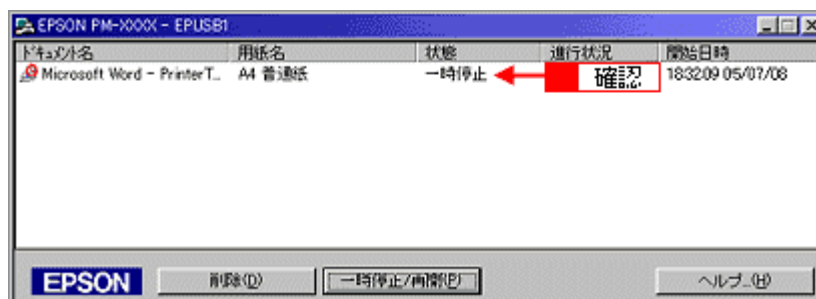 EPSON PM-XXXX - EPUSB1
ドキュメント名 用紙名 状態 進行状況 開始日時
Microsoft Word - PrinterT... A4 普通紙 一時停止 確認 18:32:09 05/07/08
EPSON 削除(D) 一時停止/再開(P) ヘルプ...(H)